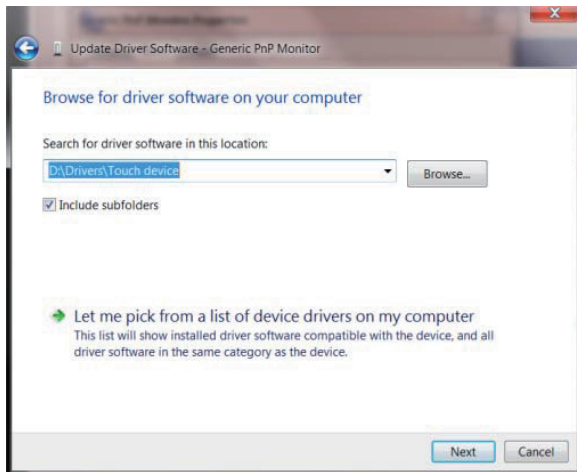 Update Driver Software - Generic PnP Monitor
Browse for driver software on your computer
Search for driver software in this location:
D:\Drivers\Touch device
Browse...
Include subfolders
Let me pick from a list of device drivers on my computer
This list will show installed driver software compatible with the device, and all
driver software in the same category as the device.
Next
Cancel